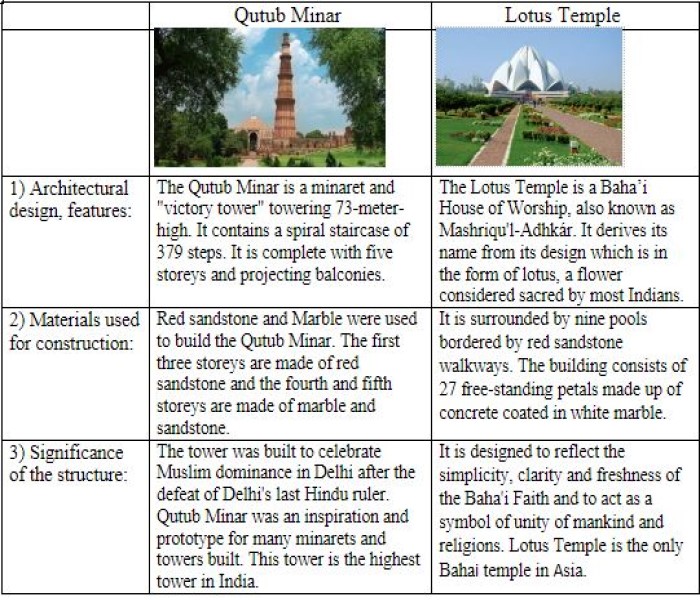 Qutub Minar
Lotus Temple
1) Architectural
design, features:
The Qutub Minar is a minaret and
"victory tower" towering 73-meter-
high. It contains a spiral staircase of
379 steps. It is complete with five
storeys and projecting balconies.
The Lotus Temple is a Baha'i
House of Worship, also known as
Mashriqu'l-Adhkár. It derives its
name from its design which is in
the form of lotus, a flower
considered sacred by most Indians.
2) Materials used
for construction:
Red sandstone and Marble were used
to build the Qutub Minar. The first
three storeys are made of red
sandstone and the fourth and fifth
storeys are made of marble and
sandstone.
It is surrounded by nine pools
bordered by red sandstone
walkways. The building consists of
27 free-standing petals made up of
concrete coated in white marble.
3) Significance
of the structure:
The tower was built to celebrate
Muslim dominance in Delhi after the
defeat of Delhi's last Hindu ruler.
Qutub Minar was an inspiration and
prototype for many minarets and
towers built. This tower is the highest
tower in India.
It is designed to reflect the
simplicity, clarity and freshness of
the Baha'i Faith and to act as a
symbol of unity of mankind and
religions. Lotus Temple is the only
Bahai temple in Asia.